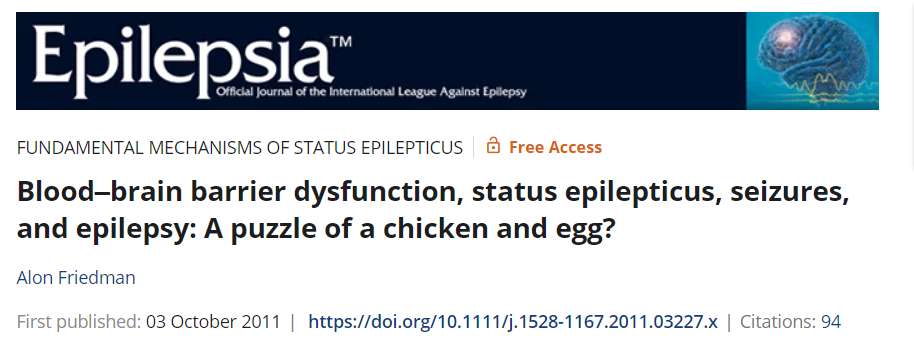 Epilepsia™
Official Journal of the International League Against Epilepsy
FUNDAMENTAL MECHANISMS OF STATUS EPILEPTICUS | Free Access
Blood–brain barrier dysfunction, status epilepticus, seizures,
and epilepsy: A puzzle of a chicken and egg?
Alon Friedman
First published: 03 October 2011 | https://doi.org/10.1111/j.1528-1167.2011.03227.x | Citations: 94